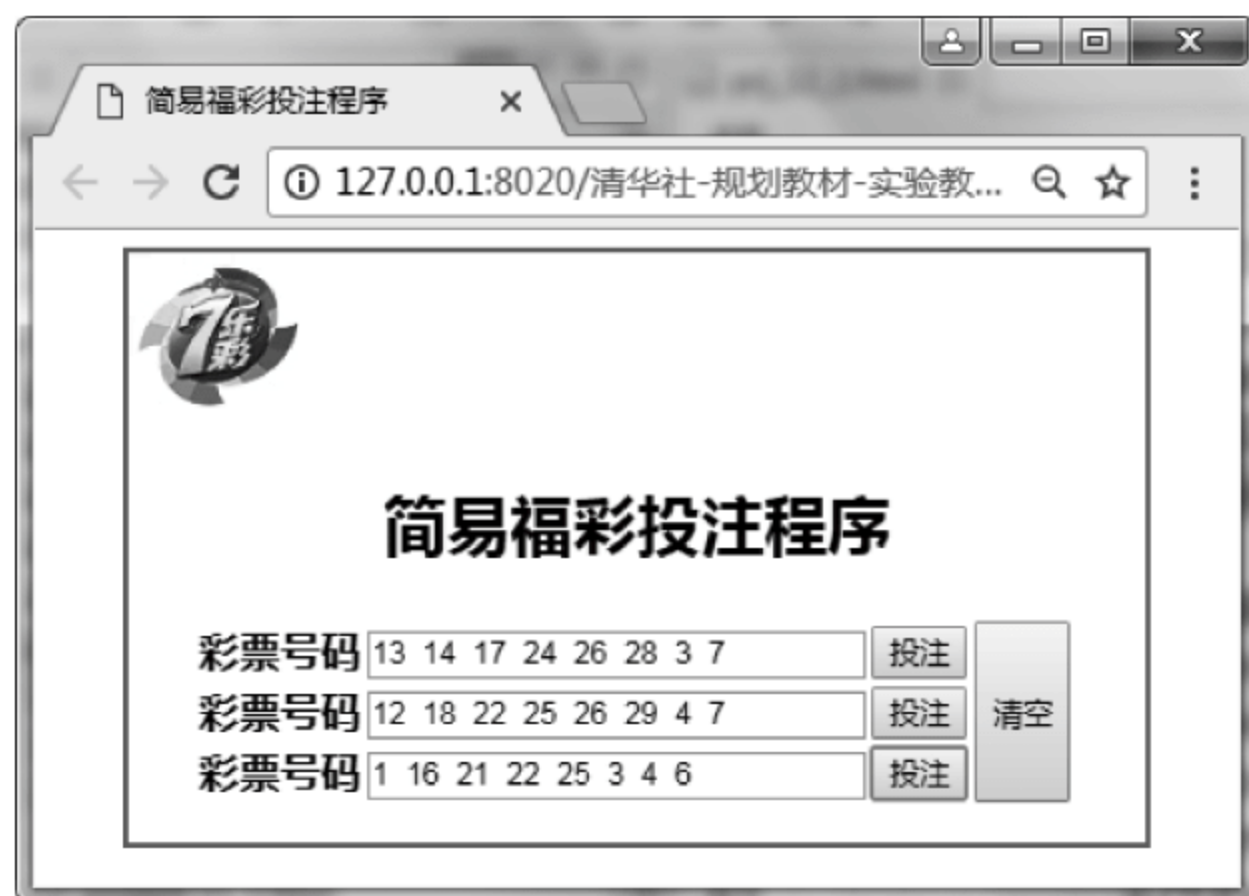 简易福彩投注程序
127.0.0.1:8020/清华社-规划教材-实验教...
7乐彩
简易福彩投注程序
彩票号码 13 14 17 24 26 28 3 7 投注
彩票号码 12 18 22 25 26 29 4 7 投注 清空
彩票号码 1 16 21 22 25 3 4 6 投注